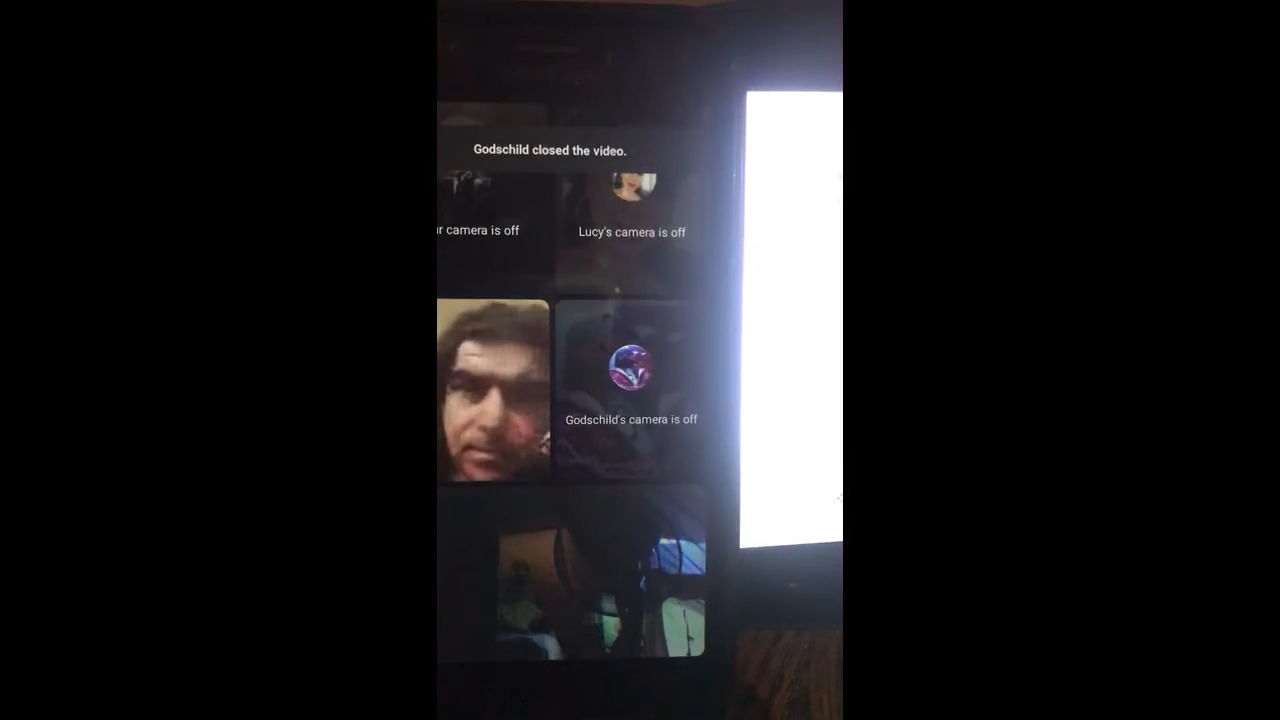 Godschild closed the video.
r camera is off
Lucy's camera is off
Godschild's camera is off